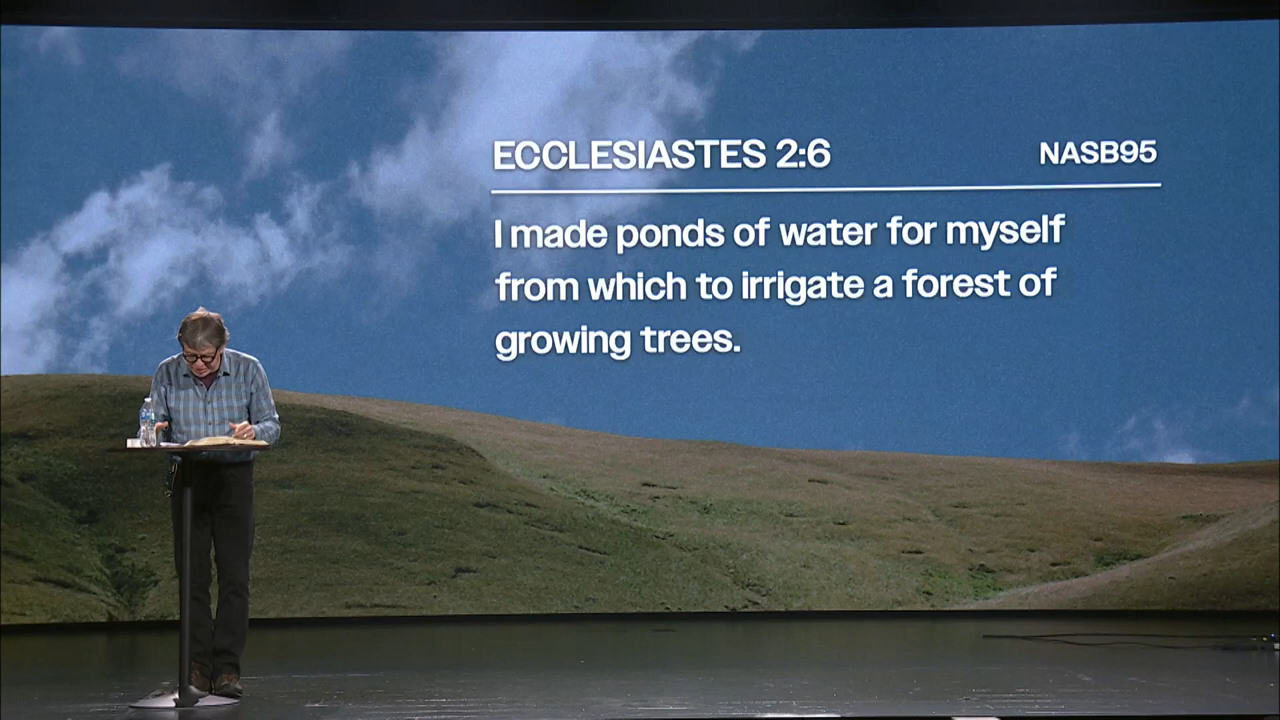 ECCLESIASTES 2:6 NASB95
I made ponds of water for myself
from which to irrigate a forest of
growing trees.